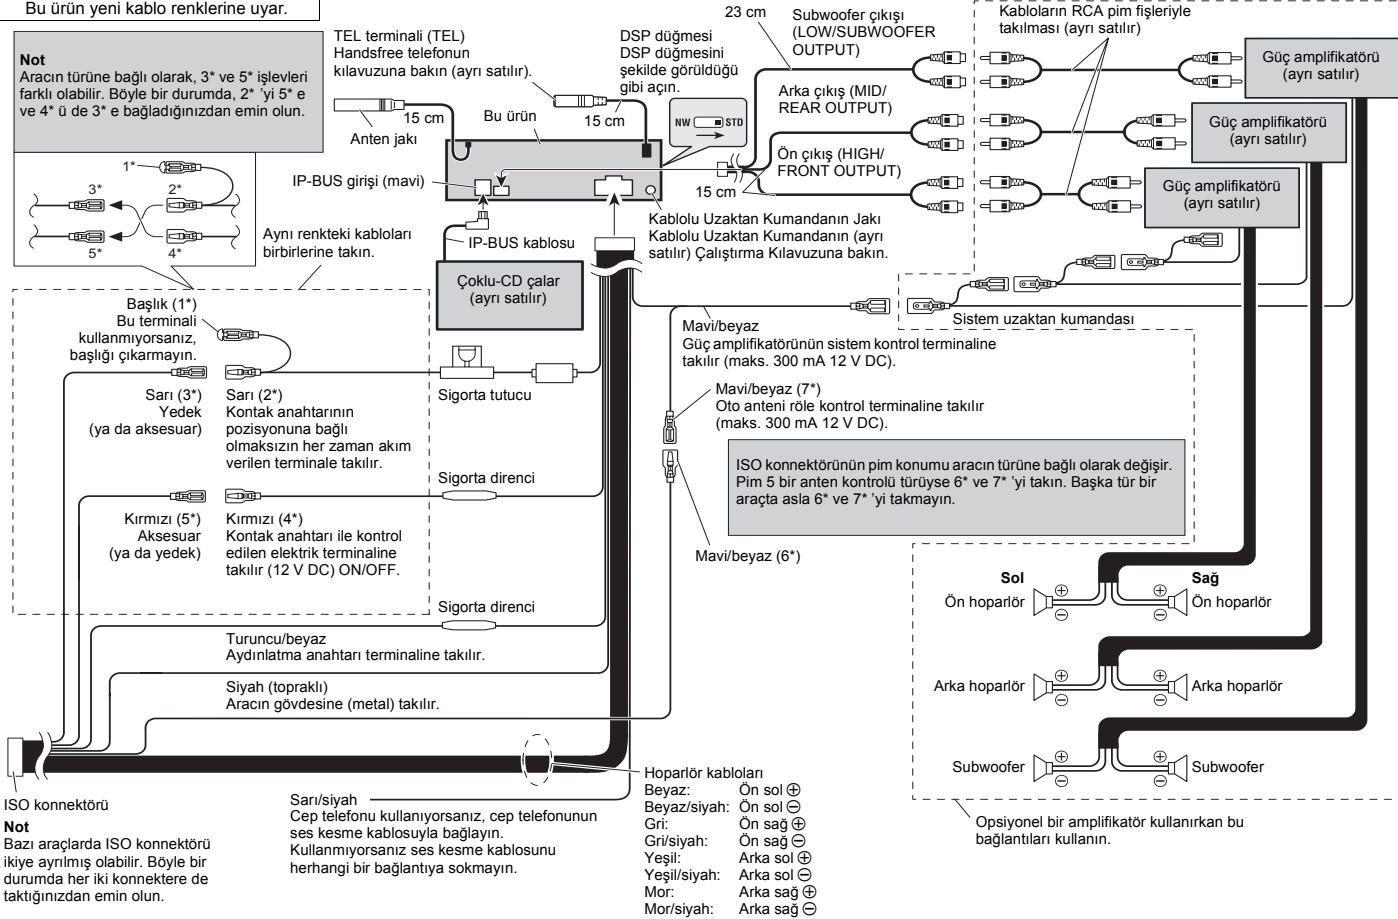 Bu ürün yeni kablo renklerine uyar.
Not
Aracın türüne bağlı olarak, 3* ve 5* işlevleri
farklı olabilir. Böyle bir durumda, 2* 'yi 5* e
ve 4* ü de 3* e bağladığınızdan emin olun.
1*
3*
2*
5*
4*
TEL terminali (TEL)
Handsfree telefonun
kılavuzuna bakın (ayrı satılır).
15 cm
Anten jakı
Bu ürün
15 cm
DSP düğmesi
DSP düğmesini
şekilde görüldüğü
gibi açın.
NW
STD
IP-BUS girişi (mavi)
IP-BUS kablosu
Çoklu-CD çalar
(ayrı satılır)
Aynı renkteki kabloları
birbirlerine takın.
23 cm
Subwoofer çıkışı
(LOW/SUBWOOFER
OUTPUT)
Arka çıkış (MID/
REAR OUTPUT)
Ön çıkış (HIGH/
FRONT OUTPUT)
15 cm
Kablolu Uzaktan Kumandanın Jakı
Kablolu Uzaktan Kumandanın (ayrı
satılır) Çalıştırma Kılavuzuna bakın.
Kabloların RCA pim fişleriyle
takılması (ayrı satılır)
Güç amplifikatörü
(ayrı satılır)
Güç amplifikatörü
(ayrı satılır)
Güç amplifikatörü
(ayrı satılır)
Sistem uzaktan kumandası
Başlık (1*)
Bu terminali
kullanmıyorsanız,
başlığı çıkarmayın.
Sarı (3*)
Yedek
(ya da aksesuar)
Sarı (2*)
Kontak anahtarının
pozisyonuna bağlı
olmaksızın her zaman akım
verilen terminale takılır.
Sigorta tutucu
Sigorta direnci
Kırmızı (5*)
Aksesuar
(ya da yedek)
Kırmızı (4*)
Kontak anahtarı ile kontrol
edilen elektrik terminaline
takılır (12 V DC) ON/OFF.
Sigorta direnci
Turuncu/beyaz
Aydınlatma anahtarı terminaline takılır.
Siyah (topraklı)
Aracın gövdesine (metal) takılır.
Mavi/beyaz
Güç amplifikatörünün sistem kontrol terminaline
takılır (maks. 300 mA 12 V DC).
Mavi/beyaz (7*)
Oto anteni röle kontrol terminaline takılır
(maks. 300 mA 12 V DC).
ISO konnektörünün pim konumu aracın türüne bağlı olarak değişir.
Pim 5 bir anten kontrolü türüyse 6* ve 7* 'yi takın. Başka tür bir
araçta asla 6* ve 7* 'yi takmayın.
Mavi/beyaz (6*)
Sol
Sağ
Ön hoparlör ⊕ ⊖
⊕ ⊖ Ön hoparlör
Arka hoparlör ⊕ ⊖
⊕ ⊖ Arka hoparlör
Subwoofer ⊕ ⊖
⊕ ⊖ Subwoofer
Opsiyonel bir amplifikatör kullanırkan bu
bağlantıları kullanın.
ISO konnektörü
Not
Bazı araçlarda ISO konnektörü
ikiye ayrılmış olabilir. Böyle bir
durumda her iki konnektere de
taktığınızdan emin olun.
Sarı/siyah
Cep telefonu kullanıyorsanız, cep telefonunun
ses kesme kablosuyla bağlayın.
Kullanmıyorsanız ses kesme kablosunu
herhangi bir bağlantıya sokmayın.
Hoparlör kabloları
Beyaz: Ön sol ⊕
Beyaz/siyah: Ön sol ⊖
Gri: Ön sağ ⊕
Gri/siyah: Ön sağ ⊖
Yeşil: Arka sol ⊕
Yeşil/siyah: Arka sol ⊖
Mor: Arka sağ ⊕
Mor/siyah: Arka sağ ⊖